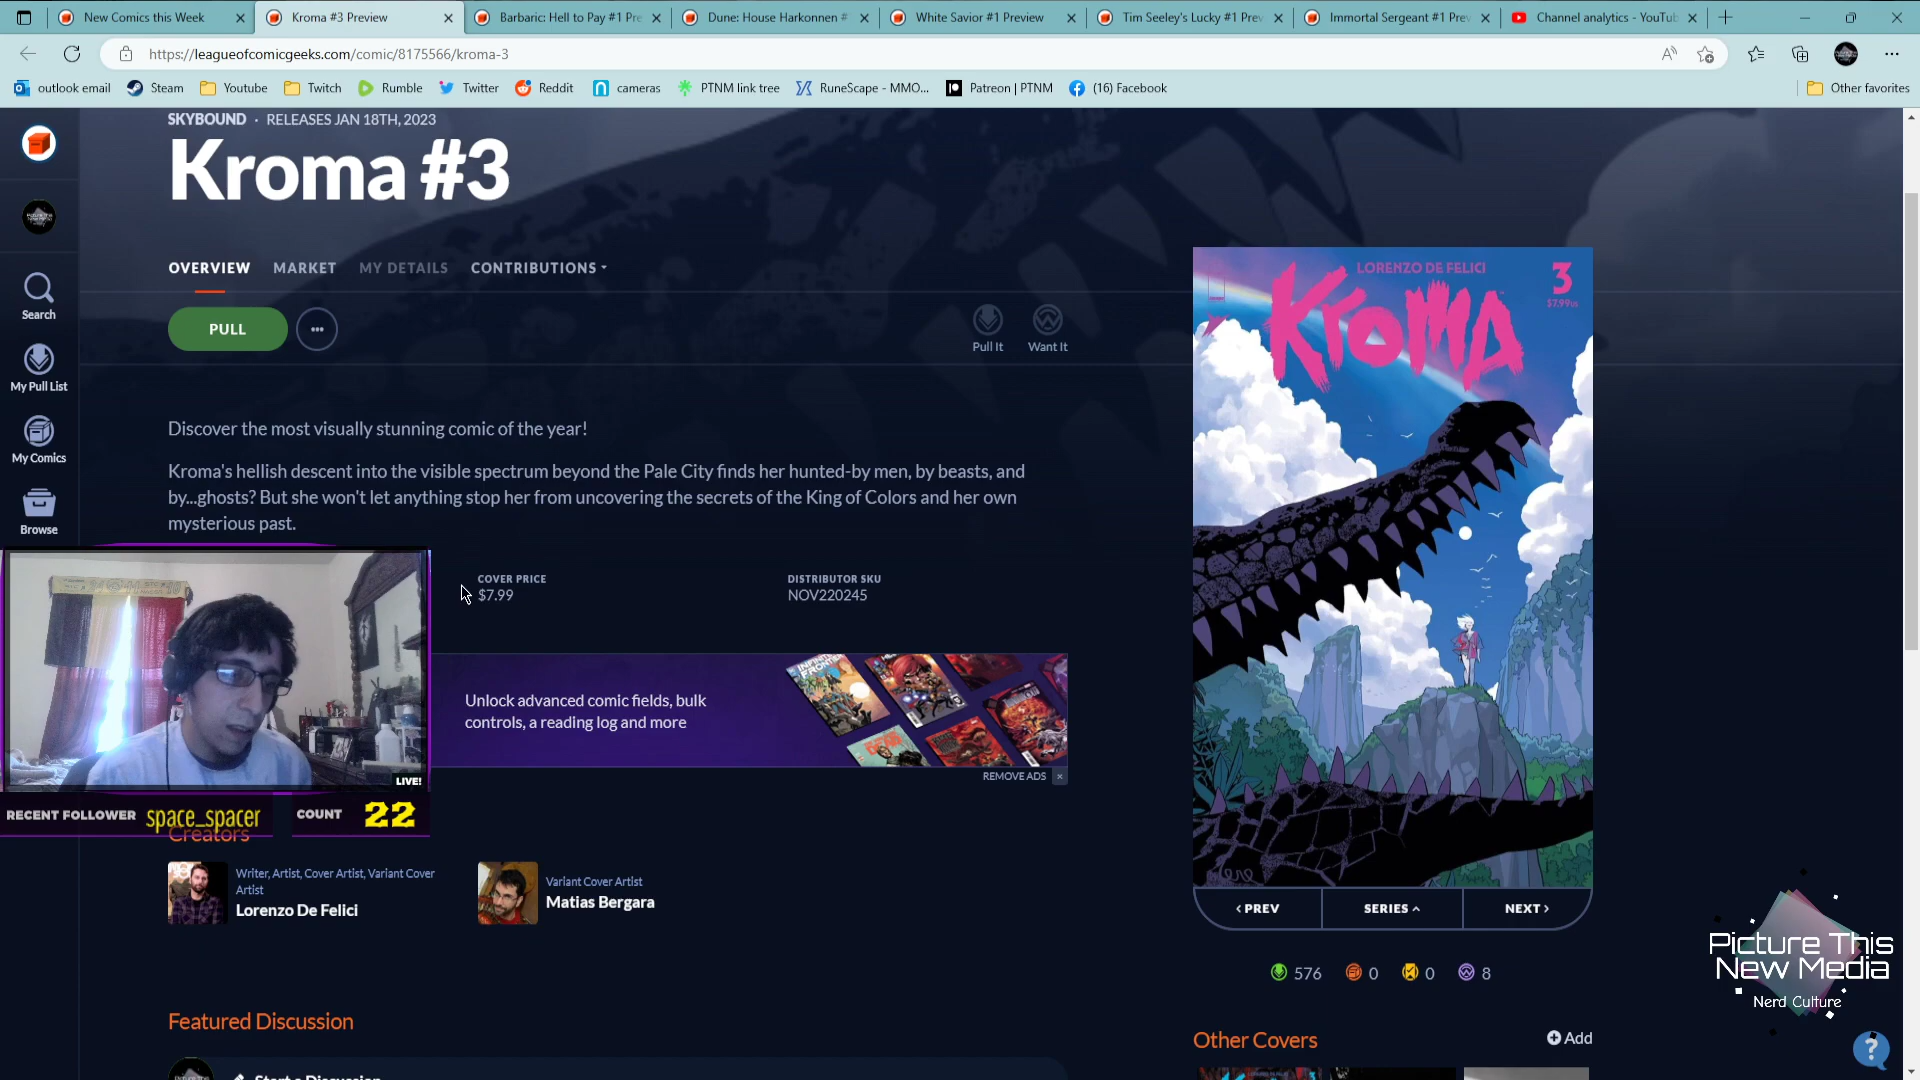 New Comics this Week
Kroma #3 Preview
Barbaric: Hell to Pay #1 Pre
Dune: House Harkonnen #
White Savior #1 Preview
Tim Seeley's Lucky #1 Prev
Immortal Sergeant #1 Prev
Channel analytics - YouTub
https://leagueofcomicgeeks.com/comic/8175566/kroma-3
outlook email
Steam
Youtube
Twitch
Rumble
Twitter
Reddit
cameras
PTNM link tree
RuneScape - MMO...
Patreon | PTNM
(16) Facebook
Other favorites
SKYBOUND · RELEASES JAN 18TH, 2023
Kroma #3
OVERVIEW MARKET MY DETAILS CONTRIBUTIONS
PULL
Pull It
Want It
Search
My Pull List
My Comics
Browse
Discover the most visually stunning comic of the year!
Kroma's hellish descent into the visible spectrum beyond the Pale City finds her hunted-by men, by beasts, and
by...ghosts? But she won't let anything stop her from uncovering the secrets of the King of Colors and her own
mysterious past.
COVER PRICE
$7.99
DISTRIBUTOR SKU
NOV220245
Unlock advanced comic fields, bulk
controls, a reading log and more
REMOVE ADS
LIVE!
RECENT FOLLOWER space_spacer COUNT 22
Creators
Writer, Artist, Cover Artist, Variant Cover
Artist
Lorenzo De Felici
Variant Cover Artist
Matias Bergara
Featured Discussion
Start a Discussion
LORENZO DE FELICI
3
$7.99 US
KROMA
PREV
SERIES
NEXT
576
0
0
8
Other Covers
Add
Picture This
New Media
Nerd Culture
?